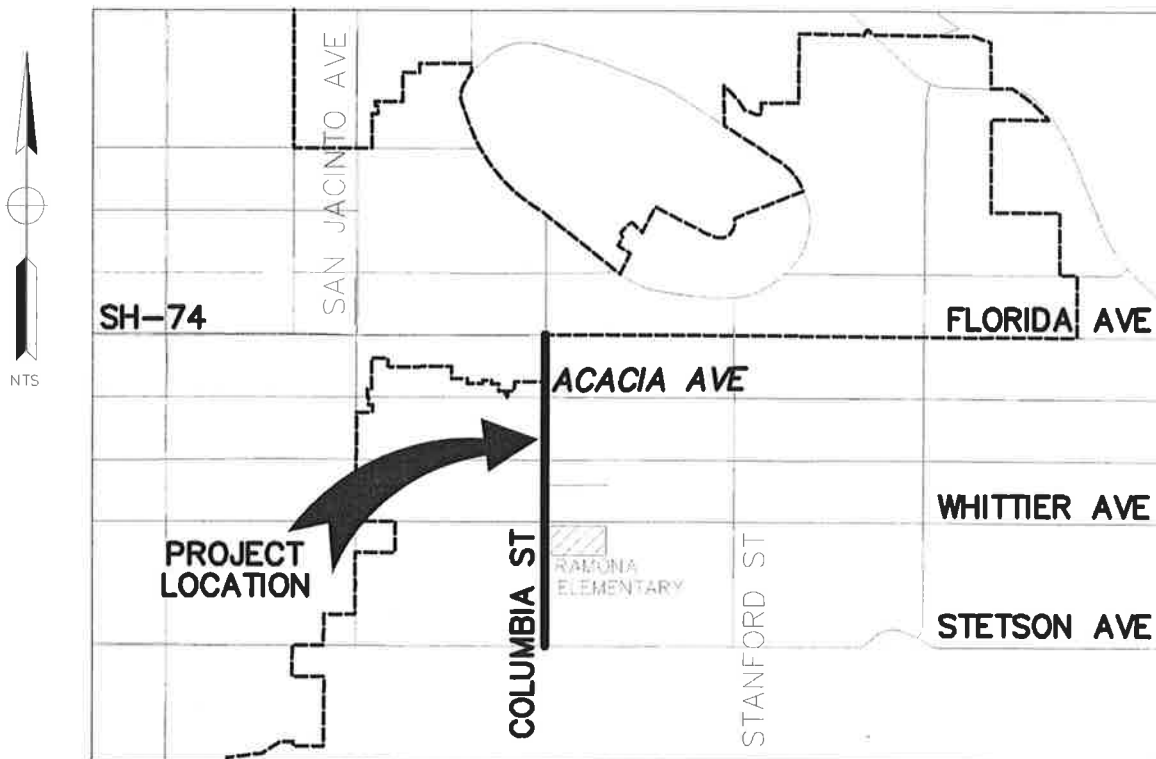 SAN JACINTO AVE
NTS
SH-74
FLORIDA AVE
ACACIA AVE
WHITTIER AVE
PROJECT
LOCATION
COLUMBIA ST
RAMONA
ELEMENTARY
STANFORD ST
STETSON AVE